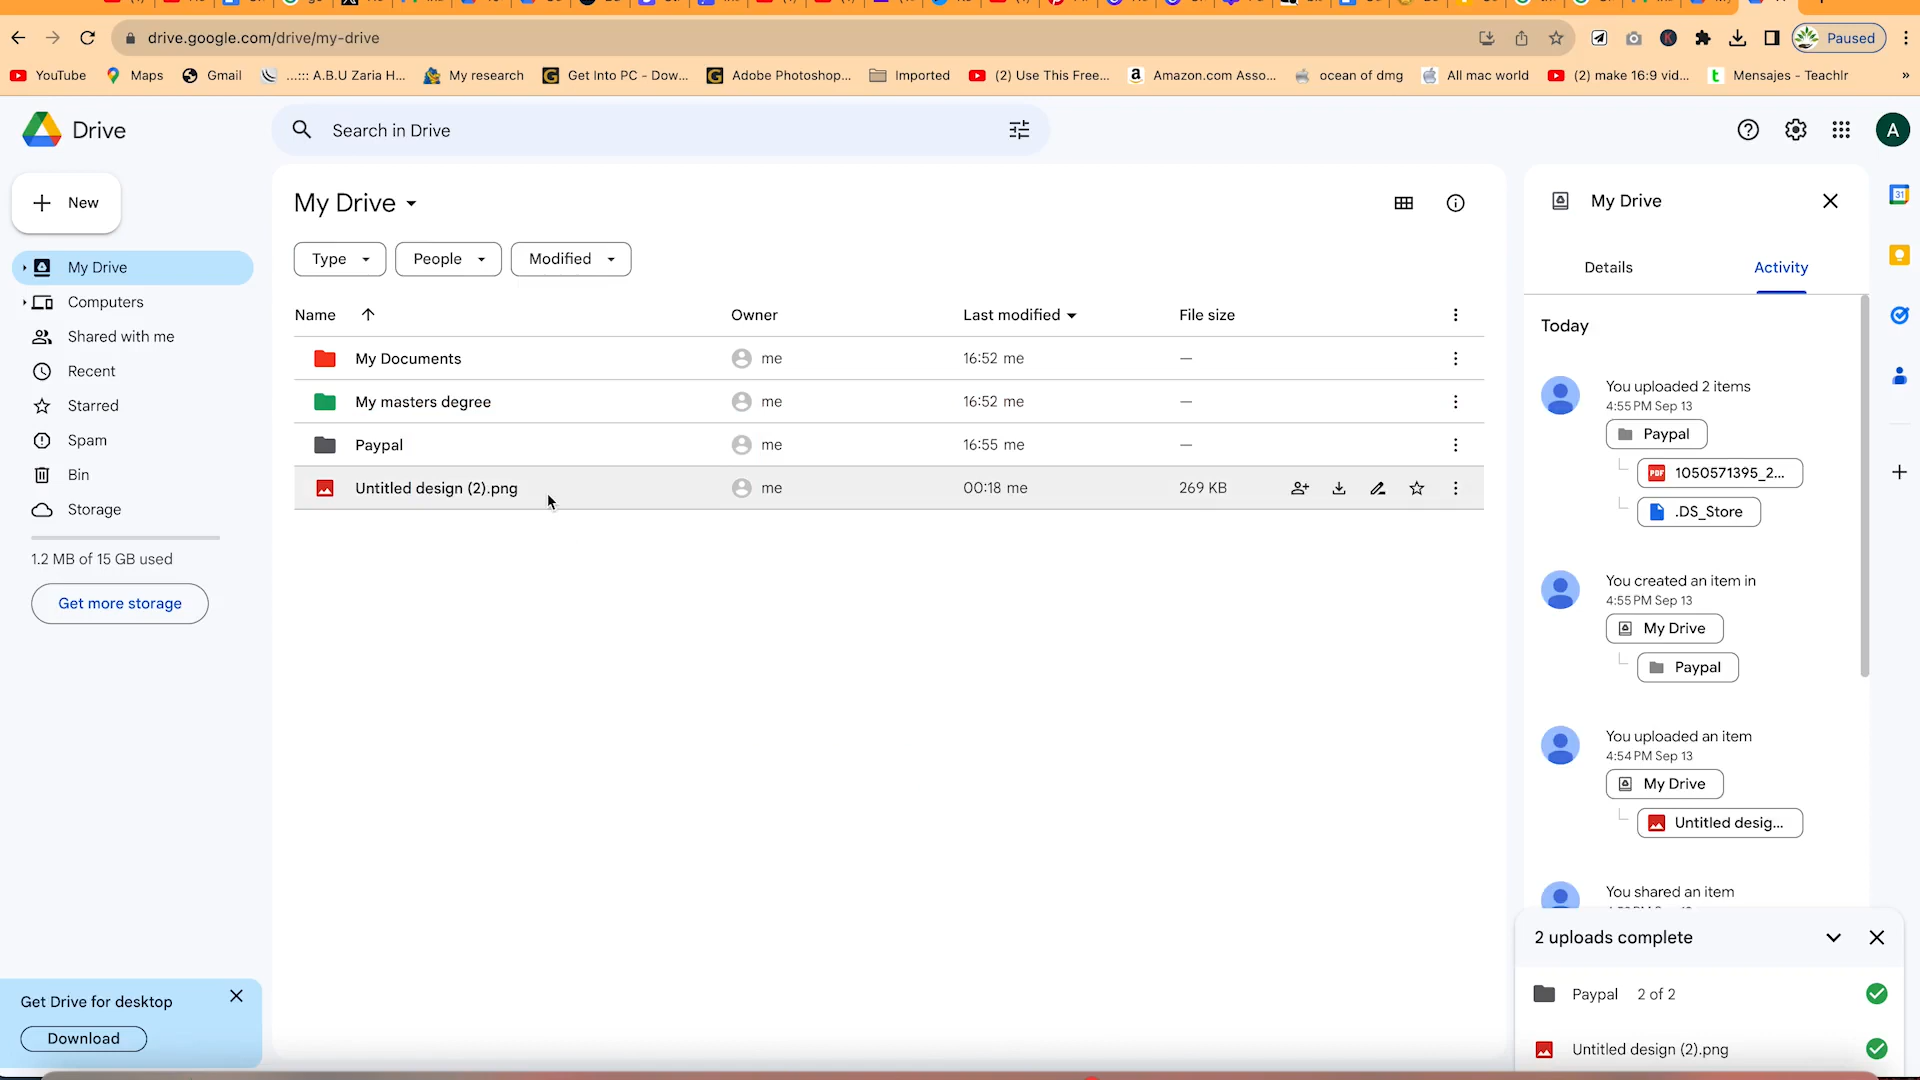 drive.google.com/drive/my-drive
Paused
YouTube
Maps
Gmail
...::: A.B.U Zaria H...
My research
Get Into PC - Dow...
Adobe Photoshop...
Imported
(2) Use This Free...
Amazon.com Asso...
ocean of dmg
All mac world
(2) make 16:9 vid...
Mensajes - Teachlr
»
Drive
Search in Drive
A
New
My Drive
Computers
Shared with me
Recent
Starred
Spam
Bin
Storage
1.2 MB of 15 GB used
Get more storage
Get Drive for desktop
Download
My Drive
Type
People
Modified
Name
Owner
Last modified
File size
My Documents
me
16:52 me
—
My masters degree
me
16:52 me
—
Paypal
me
16:55 me
—
Untitled design (2).png
me
00:18 me
269 KB
My Drive
Details
Activity
Today
You uploaded 2 items
4:55 PM Sep 13
Paypal
PDF
1050571395_2...
.DS_Store
You created an item in
4:55 PM Sep 13
My Drive
Paypal
You uploaded an item
4:54 PM Sep 13
My Drive
Untitled desig...
You shared an item
2 uploads complete
Paypal 2 of 2
Untitled design (2).png
31